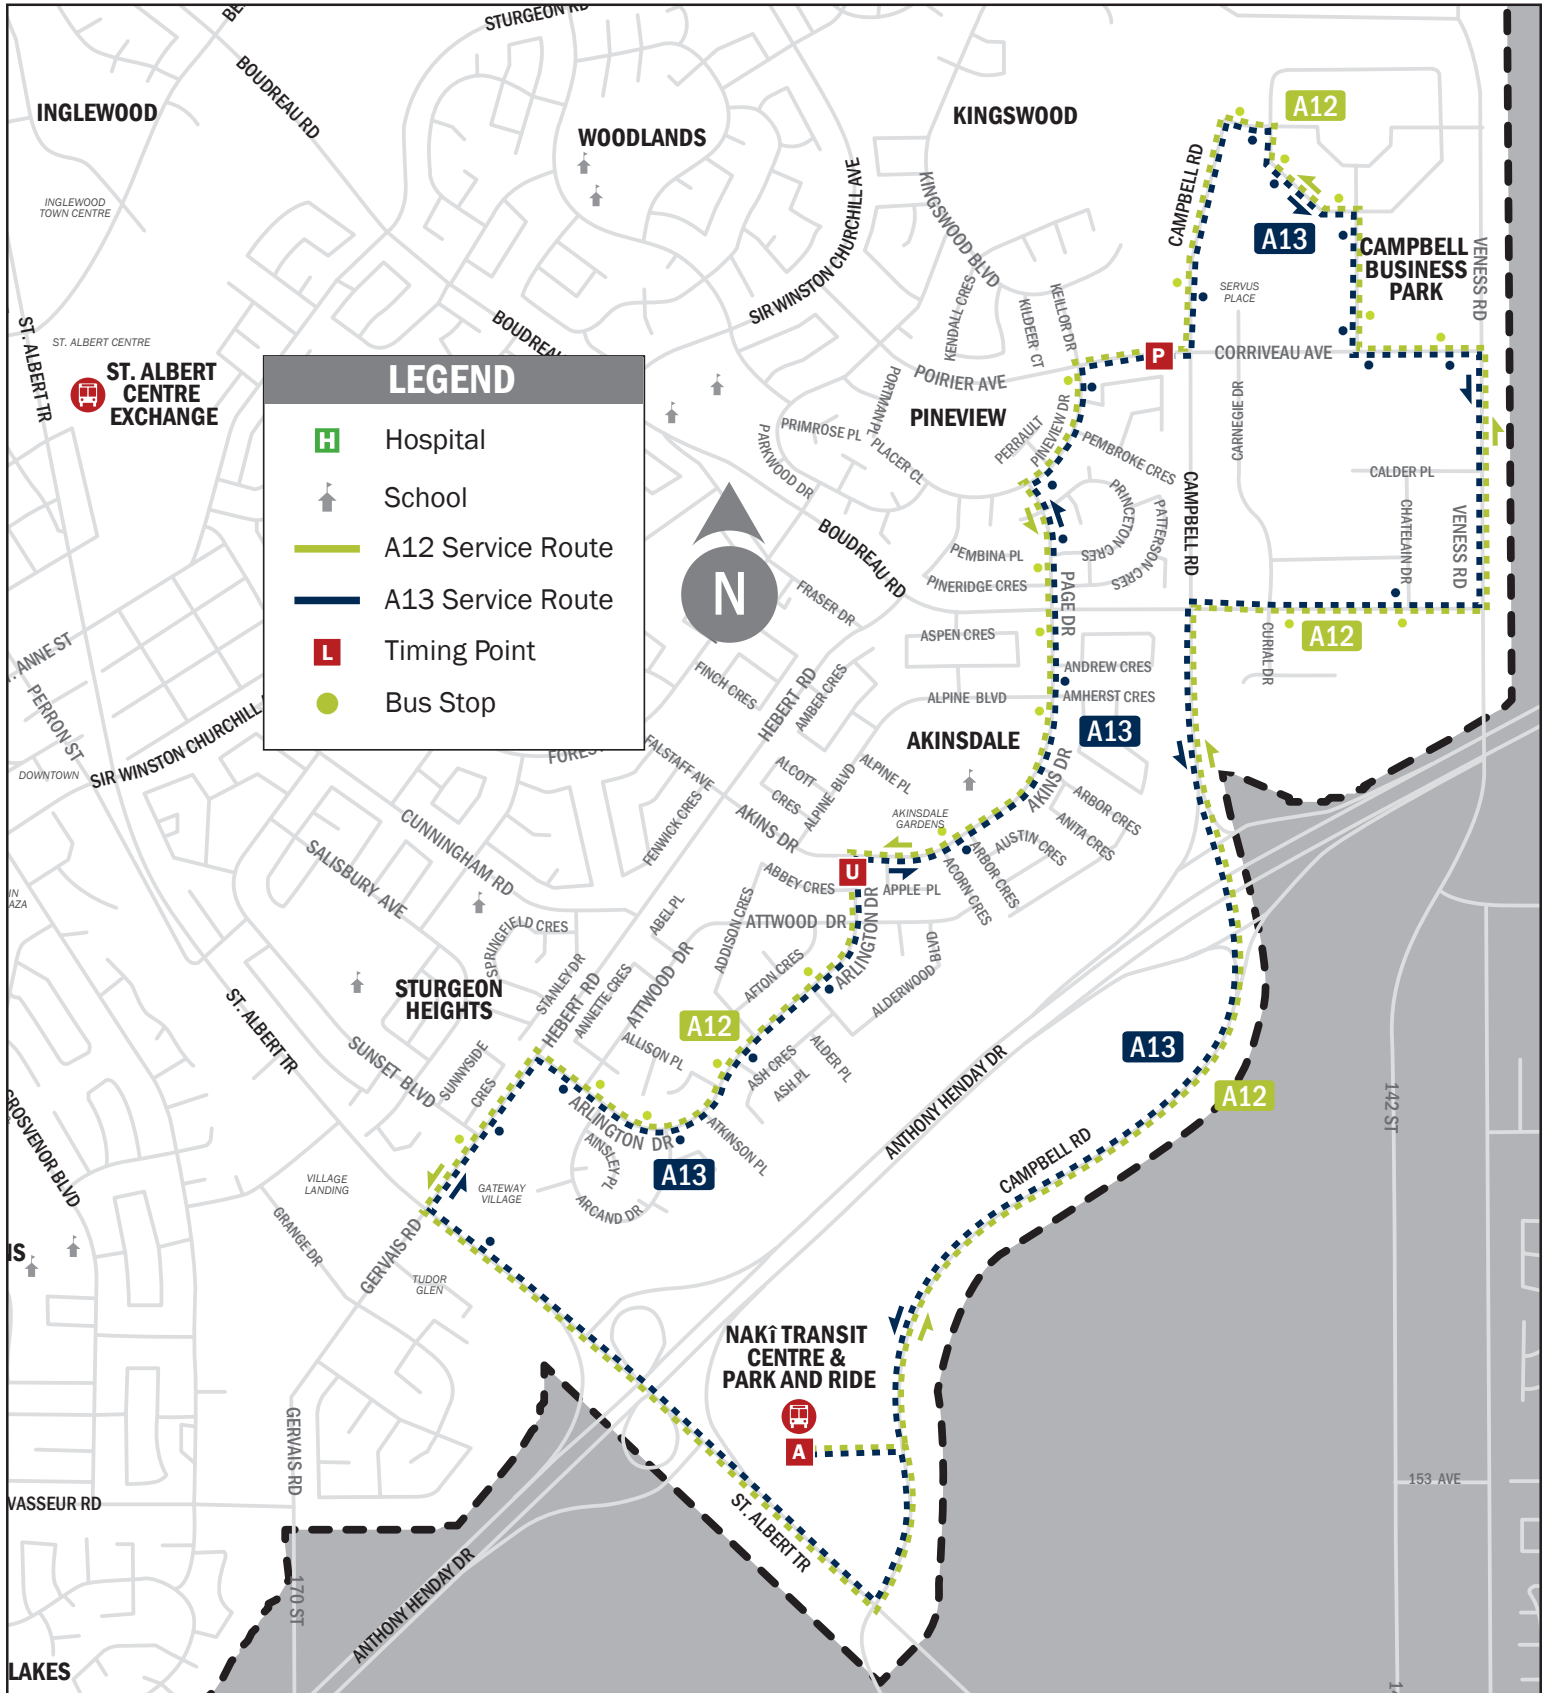 BE
STURGEON RD
BOUDREAU RD
INGLEWOOD
WOODLANDS
KINGSWOOD
A12
INGLEWOOD
TOWN CENTRE
SIR WINSTON CHURCHILL AVE
KINGSWOOD BLVD
CAMPBELL RD
A13
CAMPBELL
BUSINESS
PARK
VENESS RD
SERVUS
PLACE
KENDALL CRES
KILDEER CT
KEILLOR DR
ST. ALBERT TR
ST. ALBERT CENTRE
ST. ALBERT
CENTRE
EXCHANGE
BOUDREAU
P
CORRIVEAU AVE
POIRIER AVE
PORTMAN PL
PINEVIEW
PRIMROSE PL
PLACER CL
PARKWOOD DR
PERRAULT
PINEVIEW DR
PEMBROKE CRES
CARNEGIE DR
CALDER PL
CAMPBELL RD
CHATELAIN DR
VENESS RD
PRINCETON CRES
PATTERSON CRES
LEGEND
H
Hospital
School
A12 Service Route
A13 Service Route
L
Timing Point
Bus Stop
N
BOUDREAU RD
PEMBINA PL
PINERIDGE CRES
PAGE DR
FRASER DR
ASPEN CRES
A12
CURIAL DR
ANDREW CRES
ALPINE BLVD
AMHERST CRES
FINCH CRES
HEBERT RD
AMBER CRES
A13
AKINSDALE
. ANNE ST
PERRON ST
SIR WINSTON CHURCHILL
DOWNTOWN
FOREST
FALSTAFF AVE
ALCOTT
CRES
ALPINE BLVD
ALPINE PL
AKINS DR
ARBOR CRES
ANITA CRES
AKINSDALE
GARDENS
AUSTIN CRES
AKINS DR
FENWICK CRES
CUNNINGHAM RD
SALISBURY AVE
U
ABBEY CRES
APPLE PL
ACORN CRES
ARBOR CRES
IN
AZA
SPRINGFIELD CRES
ABEL PL
ADDISON CRES
ATTWOOD DR
ARLINGTON DR
ALDERWOOD
BLVD
AFTON CRES
STANLEY DR
HEBERT RD
ANNETTE CRES
ATTWOOD DR
STURGEON
HEIGHTS
ST. ALBERT TR
A12
ALLISON PL
ASH CRES
ASH PL
ALDER PL
SUNSET BLVD
SUNNYSIDE
CRES
A13
A12
142 ST
ANTHONY HENDAY DR
CAMPBELL RD
ARLINGTON DR
AINSLEY PL
ATKINSON PL
A13
ARCAND DR
GROSVENOR BLVD
VILLAGE
LANDING
GATEWAY
VILLAGE
GRANGE DR
GERVAIS RD
TUDOR
GLEN
NS
NAKÎ TRANSIT
CENTRE &
PARK AND RIDE
A
GERVAIS RD
VASSEUR RD
ST. ALBERT TR
153 AVE
170 ST
ANTHONY HENDAY DR
LAKES
14